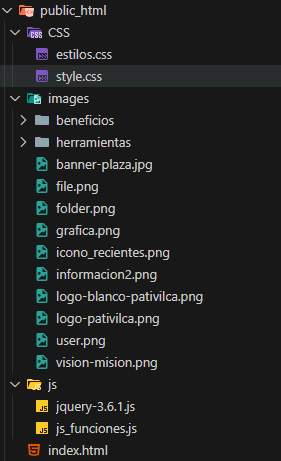 public_html
CSS
estilos.css
style.css
images
beneficios
herramientas
banner-plaza.jpg
file.png
folder.png
grafica.png
icono_recientes.png
informacion2.png
logo-blanco-pativilca.png
logo-pativilca.png
user.png
vision-mision.png
js
JS jquery-3.6.1.js
JS js_funciones.js
index.html